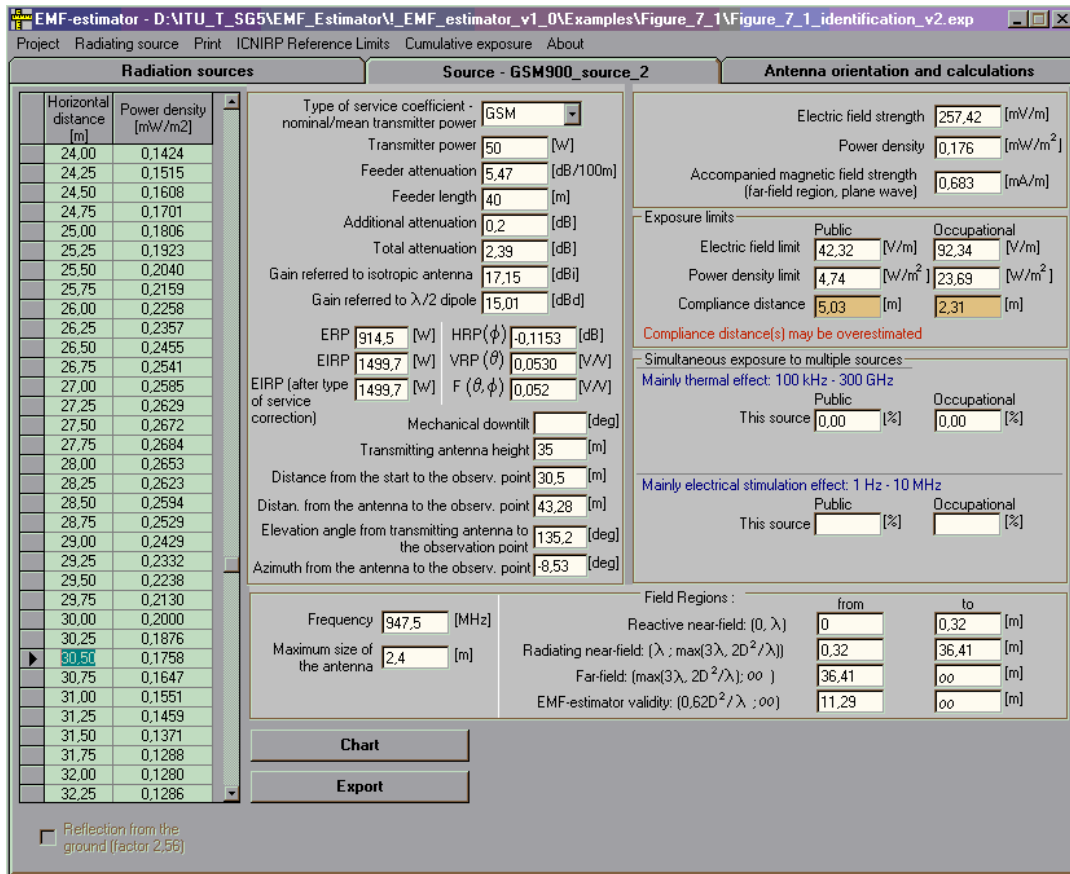 EMF-estimator - D:\ITU_T_SG5\EMF_Estimator\!_EMF_estimator_v1_0\Examples\Figure_7_1\Figure_7_1_identification_v2.exp
Project Radiating source Print ICNIRP Reference Limits Cumulative exposure About
Radiation sources
Source - GSM900_source_2
Antenna orientation and calculations
Horizontal distance [m] Power density [mW/m2]
24,00 0,1424
24,25 0,1515
24,50 0,1608
24,75 0,1701
25,00 0,1806
25,25 0,1923
25,50 0,2040
25,75 0,2159
26,00 0,2258
26,25 0,2357
26,50 0,2455
26,75 0,2541
27,00 0,2585
27,25 0,2629
27,50 0,2672
27,75 0,2684
28,00 0,2653
28,25 0,2623
28,50 0,2594
28,75 0,2529
29,00 0,2429
29,25 0,2332
29,50 0,2238
29,75 0,2130
30,00 0,2000
30,25 0,1876
30,50 0,1758
30,75 0,1647
31,00 0,1551
31,25 0,1459
31,50 0,1371
31,75 0,1288
32,00 0,1280
32,25 0,1286
Reflection from the
ground (factor 2,56)
Type of service coefficient -
nominal/mean transmitter power GSM
Transmitter power 50 [W]
Feeder attenuation 5,47 [dB/100m]
Feeder length 40 [m]
Additional attenuation 0,2 [dB]
Total attenuation 2,39 [dB]
Gain referred to isotropic antenna 17,15 [dBi]
Gain referred to λ/2 dipole 15,01 [dBd]
ERP 914,5 [W] HRP(ϕ) -0,1153 [dB]
EIRP 1499,7 [W] VRP (θ) 0,0530 [V/V]
EIRP (after type
of service
correction) 1499,7 [W] F (θ,ϕ) 0,052 [V/V]
Mechanical downtilt [deg]
Transmitting antenna height 35 [m]
Distance from the start to the observ. point 30,5 [m]
Distan. from the antenna to the observ. point 43,28 [m]
Elevation angle from transmitting antenna to
the observation point 135,2 [deg]
Azimuth from the antenna to the observ. point -8,53 [deg]
Electric field strength 257,42 [mV/m]
Power density 0,176 [mW/m²]
Accompanied magnetic field strength
(far-field region, plane wave) 0,683 [mA/m]
Exposure limits
Public Occupational
Electric field limit 42,32 [V/m] 92,34 [V/m]
Power density limit 4,74 [W/m²] 23,69 [W/m²]
Compliance distance 5,03 [m] 2,31 [m]
Compliance distance(s) may be overestimated
Simultaneous exposure to multiple sources
Mainly thermal effect: 100 kHz - 300 GHz
Public Occupational
This source 0,00 [%] 0,00 [%]
Mainly electrical stimulation effect: 1 Hz - 10 MHz
Public Occupational
This source [%] [%]
Frequency 947,5 [MHz]
Maximum size of
the antenna 2,4 [m]
Field Regions :
from to
Reactive near-field: (0, λ) 0 0,32 [m]
Radiating near-field: (λ ; max(3λ, 2D²/λ)) 0,32 36,41 [m]
Far-field: (max(3λ, 2D²/λ); oo ) 36,41 oo [m]
EMF-estimator validity: (0,62D²/ λ ;oo) 11,29 oo [m]
Chart
Export